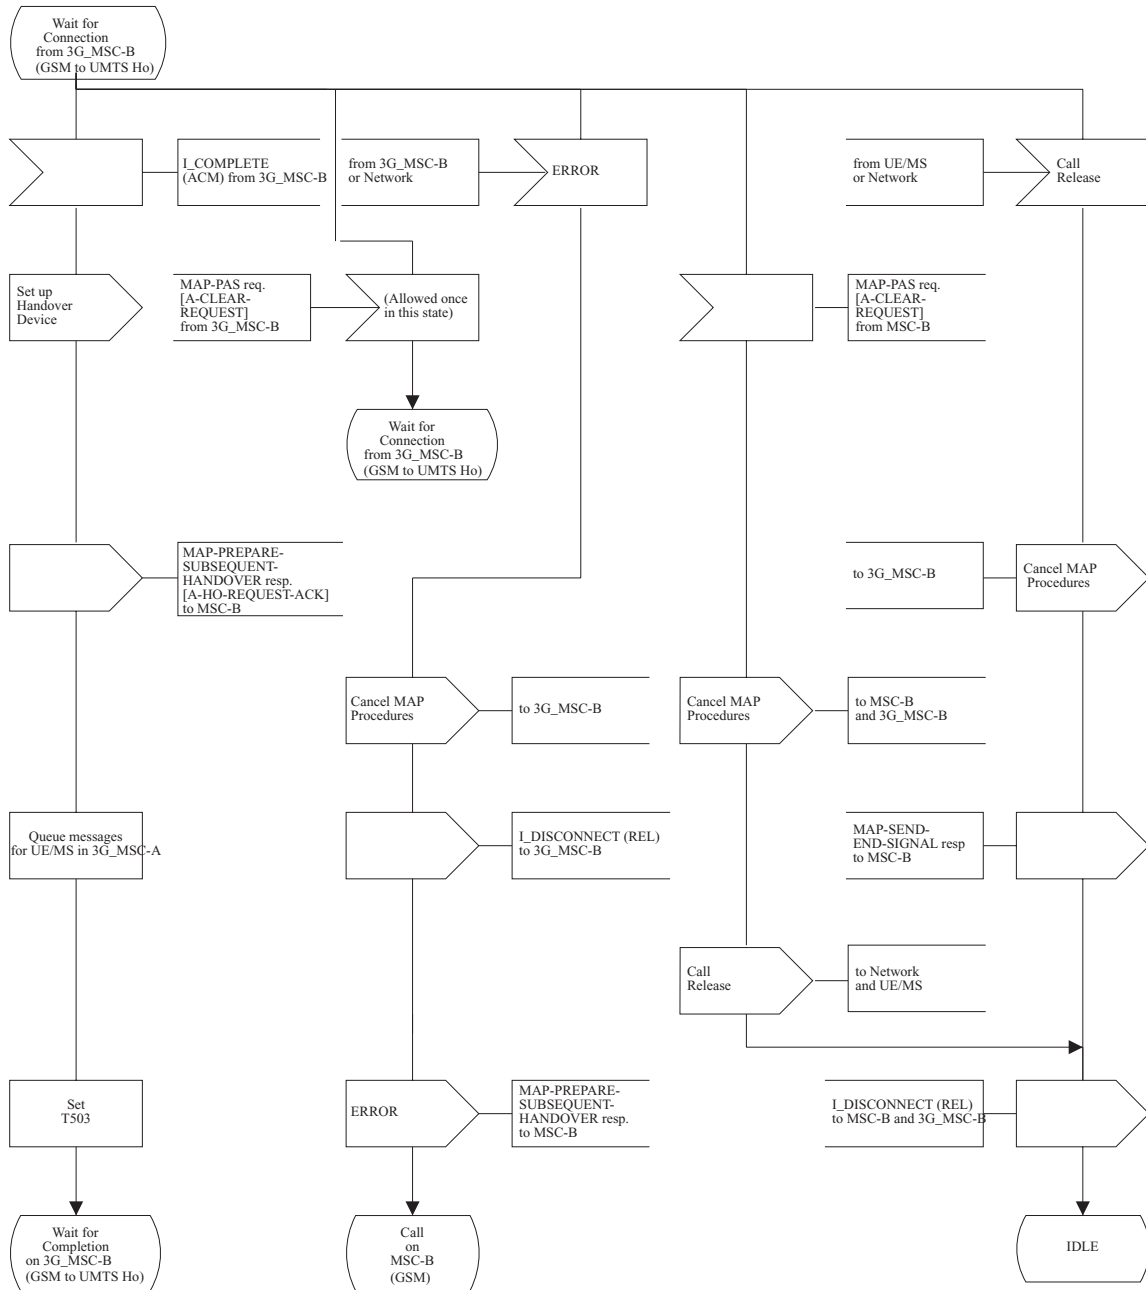 Wait for
Connection
from 3G_MSC-B
(GSM to UMTS Ho)
I_COMPLETE
(ACM) from 3G_MSC-B
from 3G_MSC-B
or Network
ERROR
from UE/MS
or Network
Call
Release
Set up
Handover
Device
MAP-PAS req.
[A-CLEAR-
REQUEST]
from 3G_MSC-B
(Allowed once
in this state)
MAP-PAS req.
[A-CLEAR-
REQUEST]
from MSC-B
Wait for
Connection
from 3G_MSC-B
(GSM to UMTS Ho)
MAP-PREPARE-
SUBSEQUENT-
HANDOVER resp.
[A-HO-REQUEST-ACK]
to MSC-B
to 3G_MSC-B
Cancel MAP
Procedures
Cancel MAP
Procedures
to 3G_MSC-B
Cancel MAP
Procedures
to MSC-B
and 3G_MSC-B
Queue messages
for UE/MS in 3G_MSC-A
I_DISCONNECT (REL)
to 3G_MSC-B
MAP-SEND-
END-SIGNAL resp
to MSC-B
Call
Release
to Network
and UE/MS
Set
T503
ERROR
MAP-PREPARE-
SUBSEQUENT-
HANDOVER resp.
to MSC-B
I_DISCONNECT (REL)
to MSC-B and 3G_MSC-B
Wait for
Completion
on 3G_MSC-B
(GSM to UMTS Ho)
Call
on
MSC-B
(GSM)
IDLE